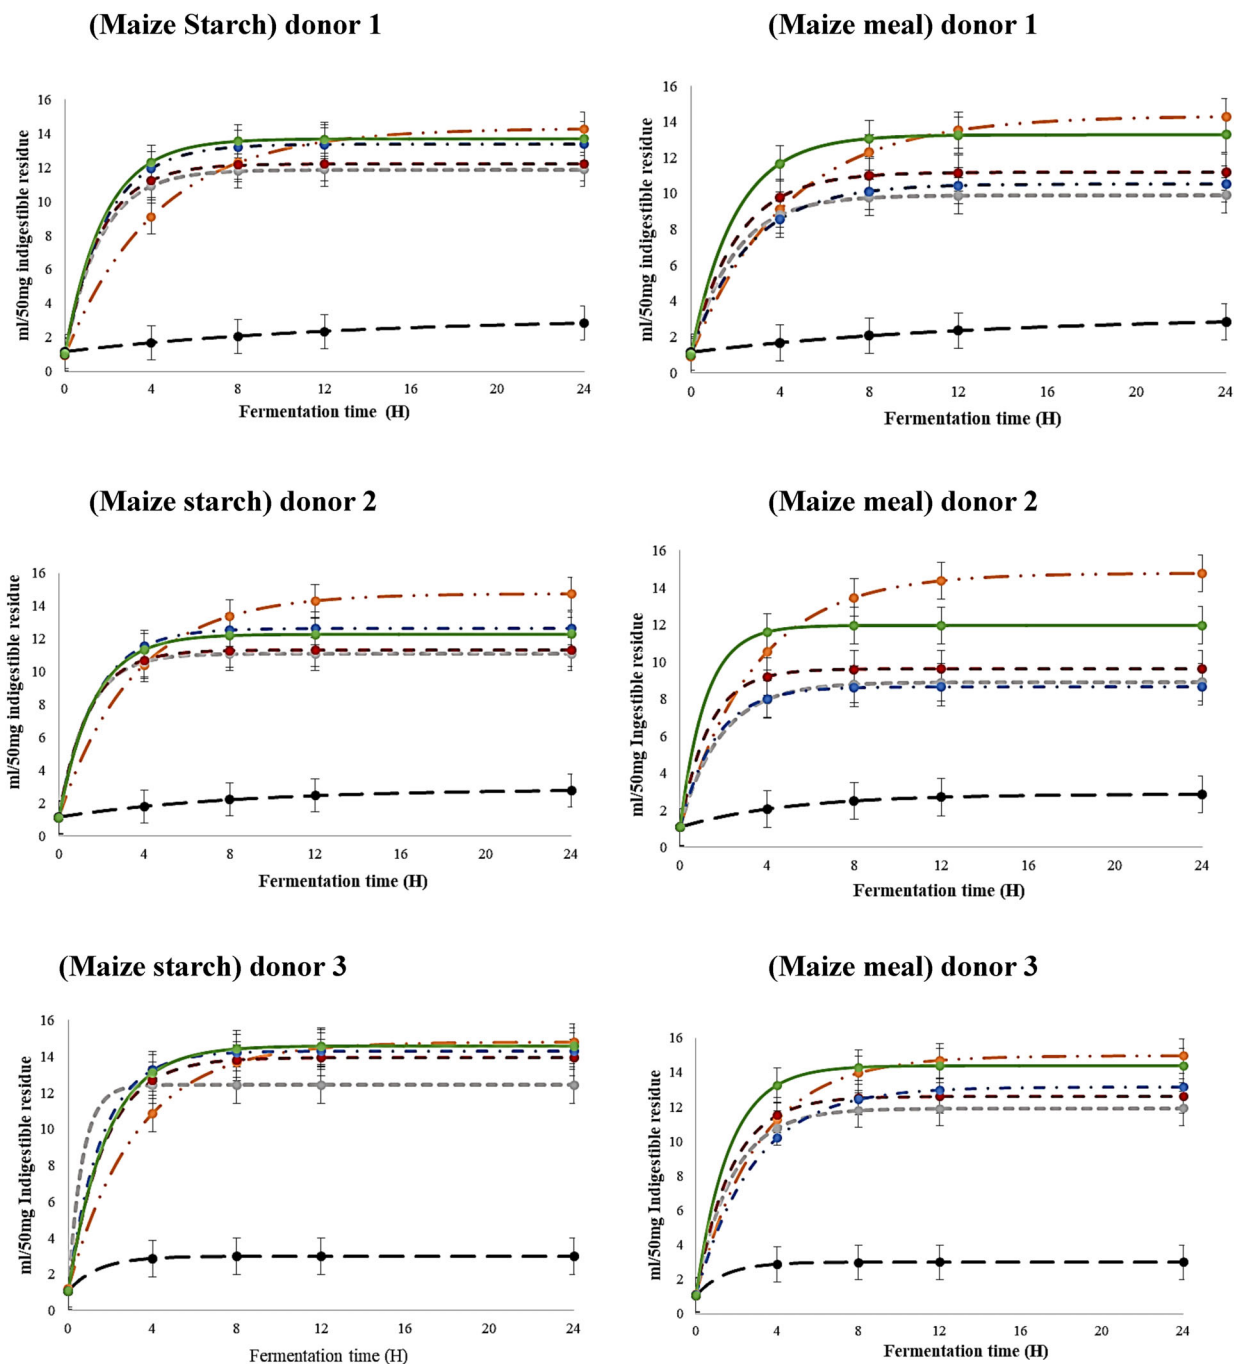 (Maize Starch) donor 1
ml/50mg indigestible residue
16
14
12
10
8
6
4
2
0
0 4 8 12 16 20 24
Fermentation time (H)
(Maize meal) donor 1
ml/50mg indigestible residue
16
14
12
10
8
6
4
2
0
0 4 8 12 16 20 24
Fermentation time (H)
(Maize starch) donor 2
ml/50mg indigestible residue
16
14
12
10
8
6
4
2
0
0 4 8 12 16 20 24
Fermentation time (H)
(Maize meal) donor 2
ml/50mg Ingestible residue
16
14
12
10
8
6
4
2
0
0 4 8 12 16 20 24
Fermentation time (H)
(Maize starch) donor 3
ml/50mg Indigestible residue
16
14
12
10
8
6
4
2
0
0 4 8 12 16 20 24
Fermentation time (H)
(Maize meal) donor 3
ml/50mg Indigestible residue
16
14
12
10
8
6
4
2
0
0 4 8 12 16 20 24
Fermentation time (H)